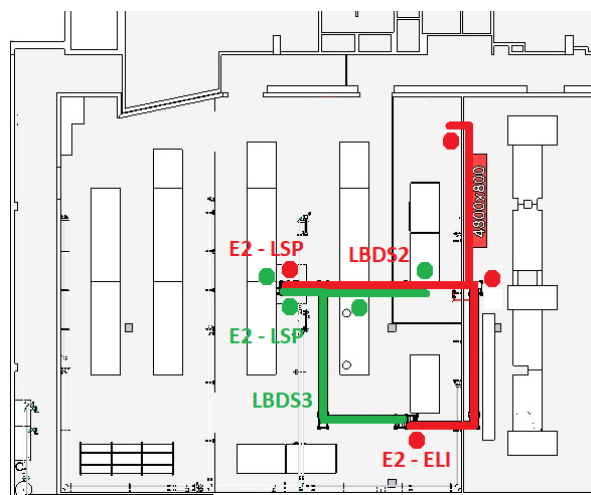 4800x800
E2 - LSP
LBDS2
E2 - LSP
LBDS3
E2 - ELI